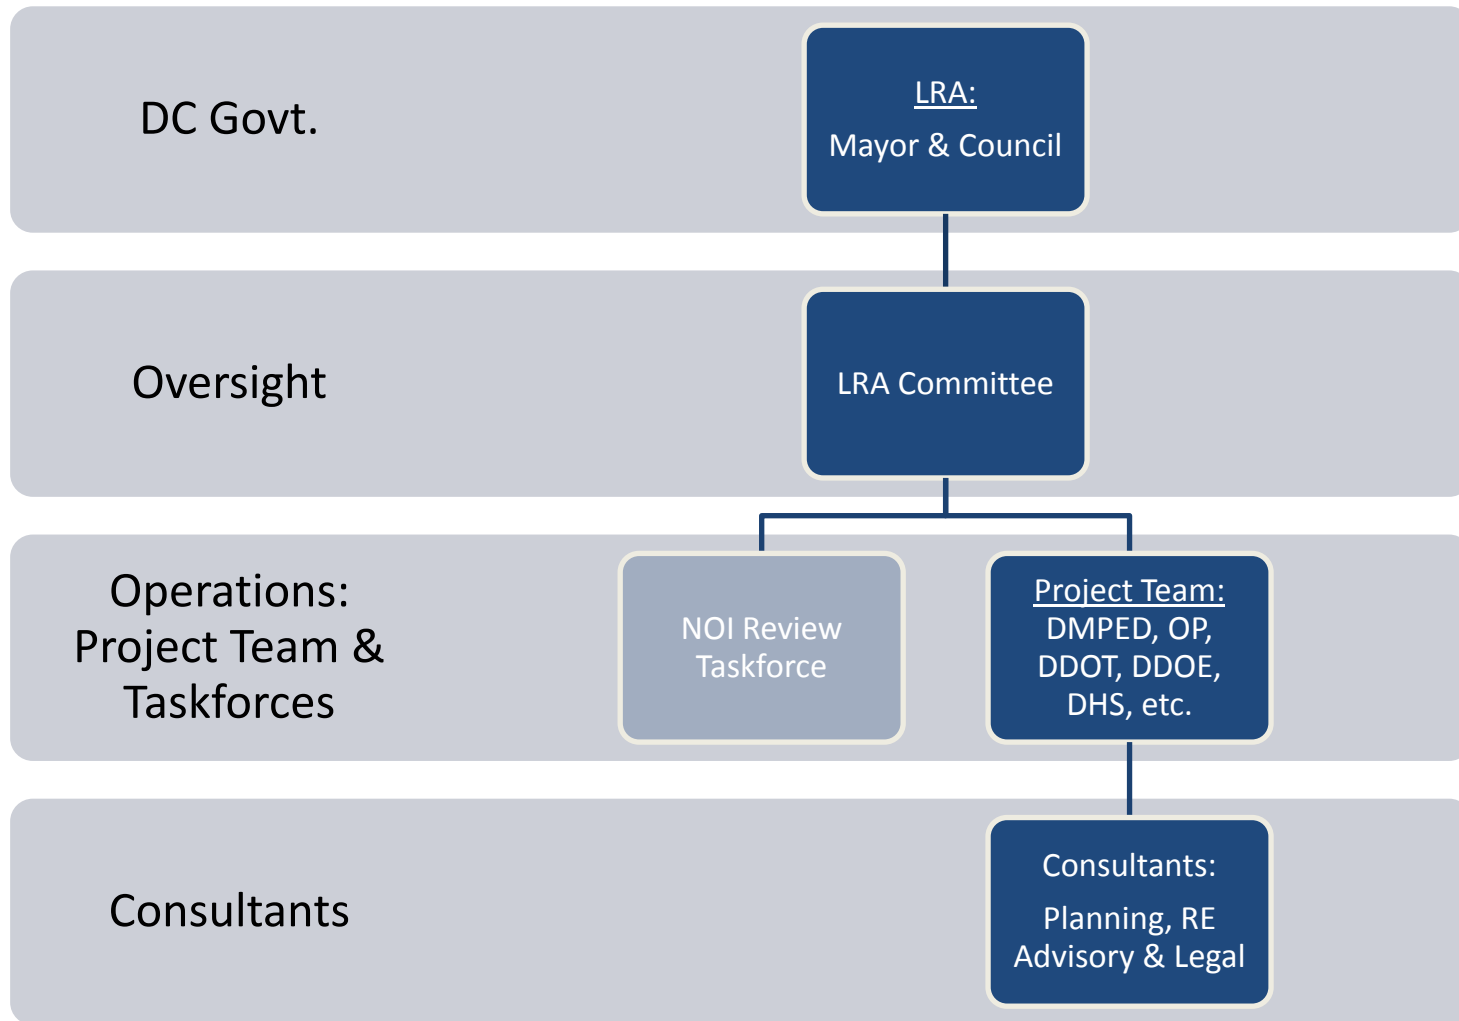 DC Govt.
LRA:
Mayor & Council
Oversight
LRA Committee
Operations:
Project Team &
Taskforces
NOI Review
Taskforce
Project Team:
DMPED, OP,
DDOT, DDOE,
DHS, etc.
Consultants
Consultants:
Planning, RE
Advisory & Legal